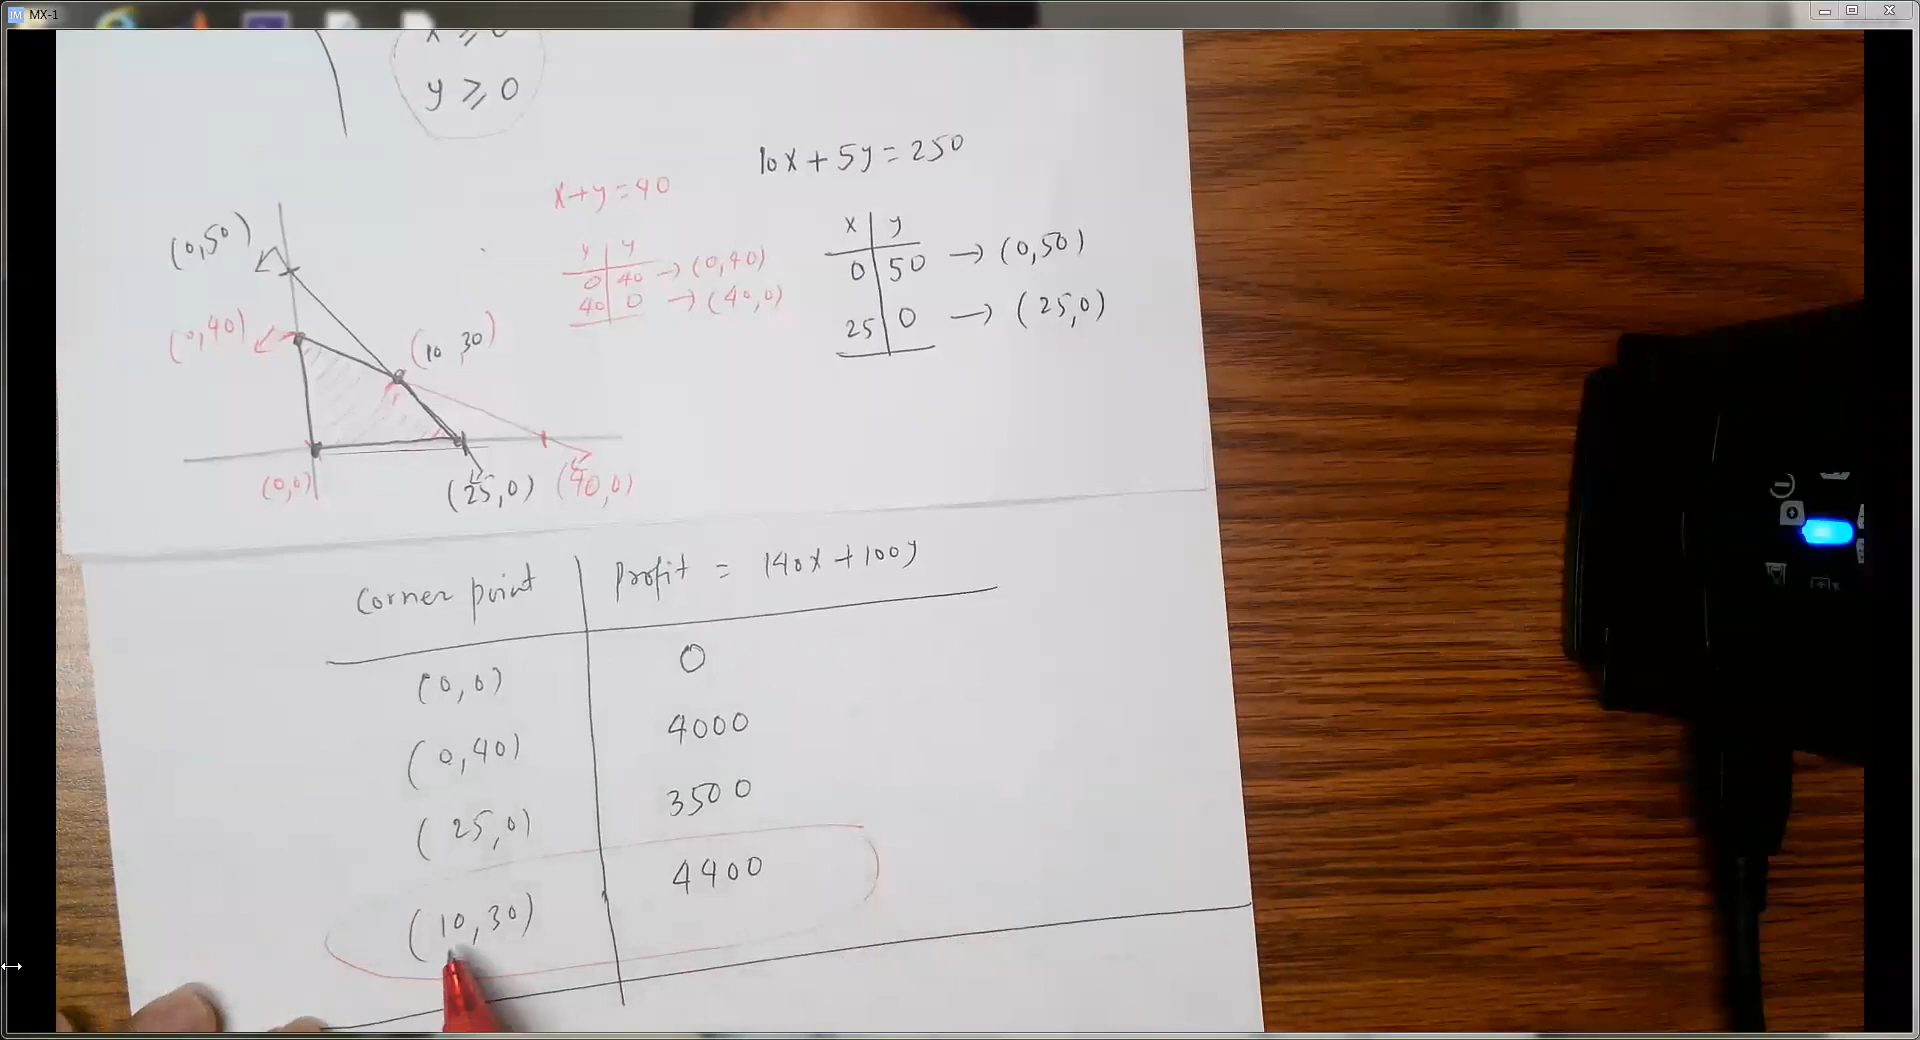 MX-1
x ≥ 0
y ≥ 0
10x + 5y = 250
x+y=40
x y
0 50 → (0,50)
25 0 → (25,0)
y
0 40 → (0,40)
40 0 → (40,0)
(0,50)
(0,40)
(10,30)
(0,0)
(25,0) (40,0)
Corner point Profit = 140x + 100y
(0,0) 0
(0,40) 4000
(25,0) 3500
(10,30) 4400